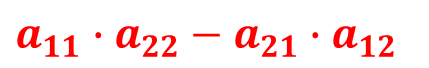 a₁₁ · a₂₂ − a₂₁ · a₁₂